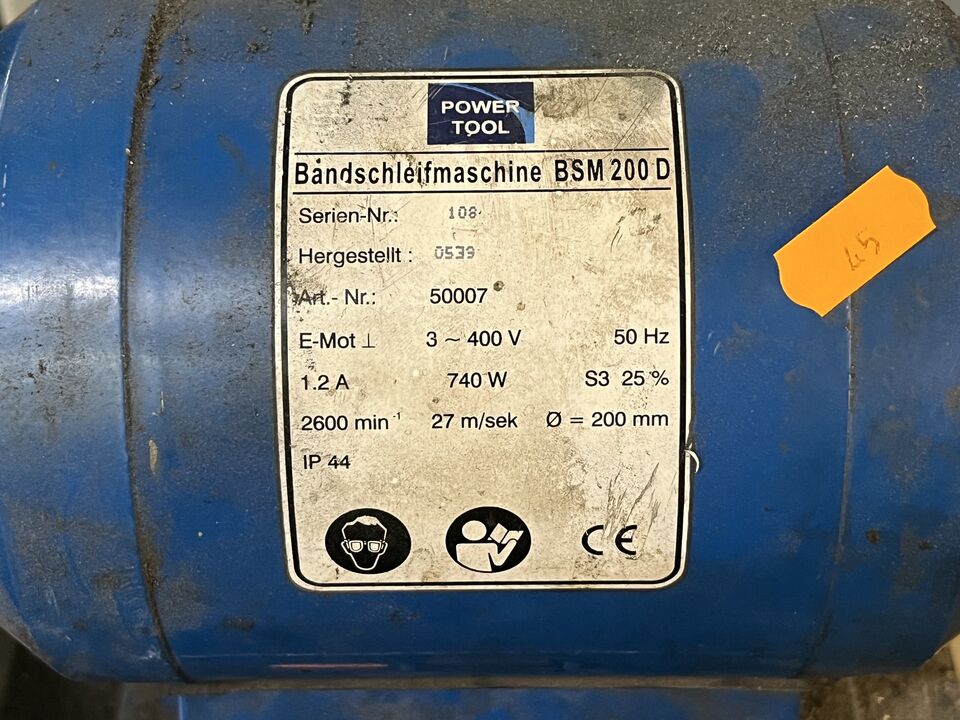 POWER
TOOL
Bandschleifmaschine BSM 200 D
Serien-Nr.: 108
Hergestellt : 0539
Art.- Nr.: 50007
E-Mot ⊥ 3 ~ 400 V 50 Hz
1.2 A 740 W S3 25 %
2600 min⁻¹ 27 m/sek Ø = 200 mm
IP 44
CE
45